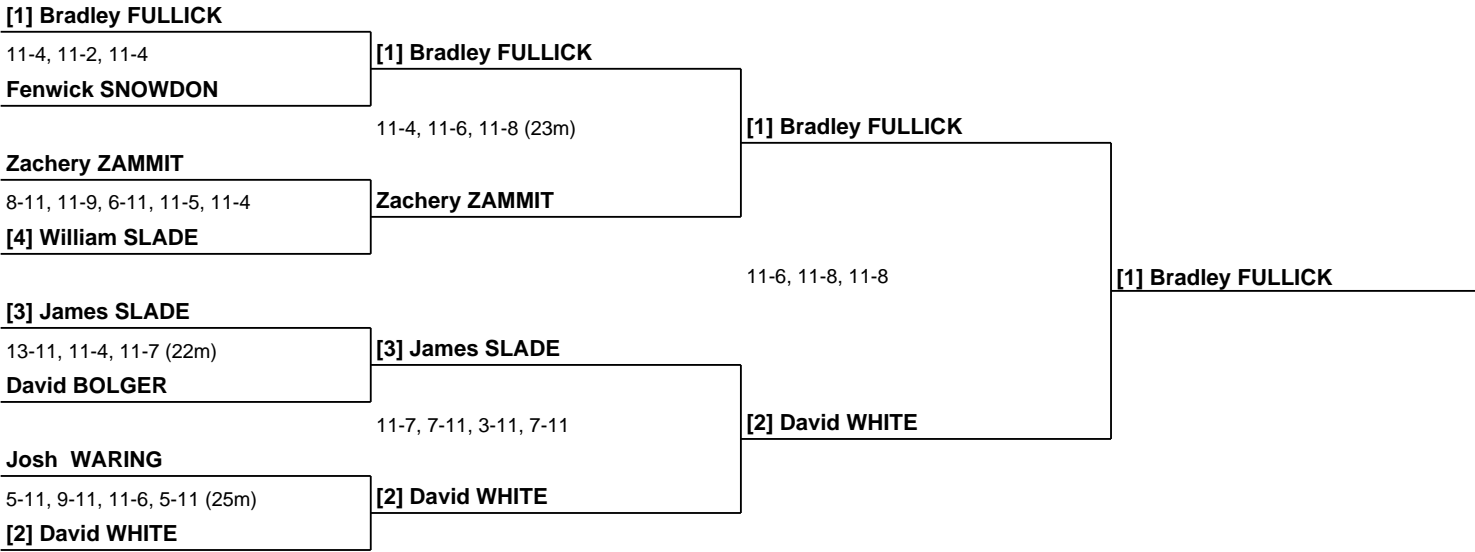 [1] Bradley FULLICK
11-4, 11-2, 11-4
[1] Bradley FULLICK
Fenwick SNOWDON
11-4, 11-6, 11-8 (23m)
[1] Bradley FULLICK
Zachery ZAMMIT
8-11, 11-9, 6-11, 11-5, 11-4
Zachery ZAMMIT
[4] William SLADE
11-6, 11-8, 11-8
[1] Bradley FULLICK
[3] James SLADE
13-11, 11-4, 11-7 (22m)
[3] James SLADE
David BOLGER
11-7, 7-11, 3-11, 7-11
[2] David WHITE
Josh WARING
5-11, 9-11, 11-6, 5-11 (25m)
[2] David WHITE
[2] David WHITE